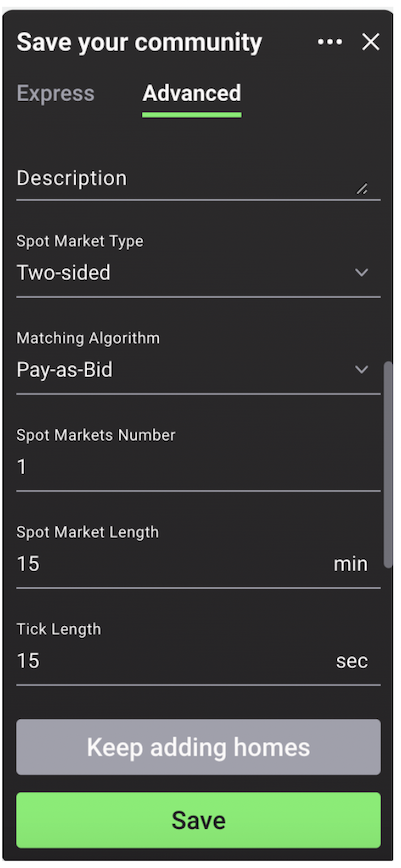 Save your community
Express Advanced
Description
Spot Market Type
Two-sided
Matching Algorithm
Pay-as-Bid
Spot Markets Number
1
Spot Market Length
15 min
Tick Length
15 sec
Keep adding homes
Save